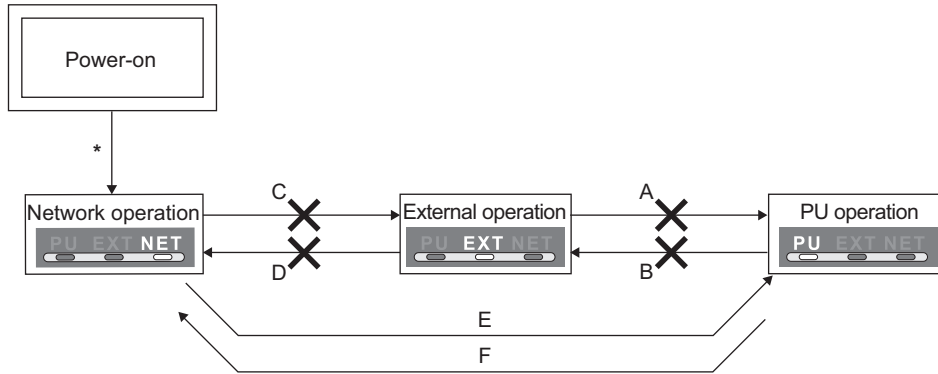 Power-on
*
C
A
Network operation
External operation
PU operation
PU EXT NET
PU EXT NET
PU EXT NET
D
B
E
F